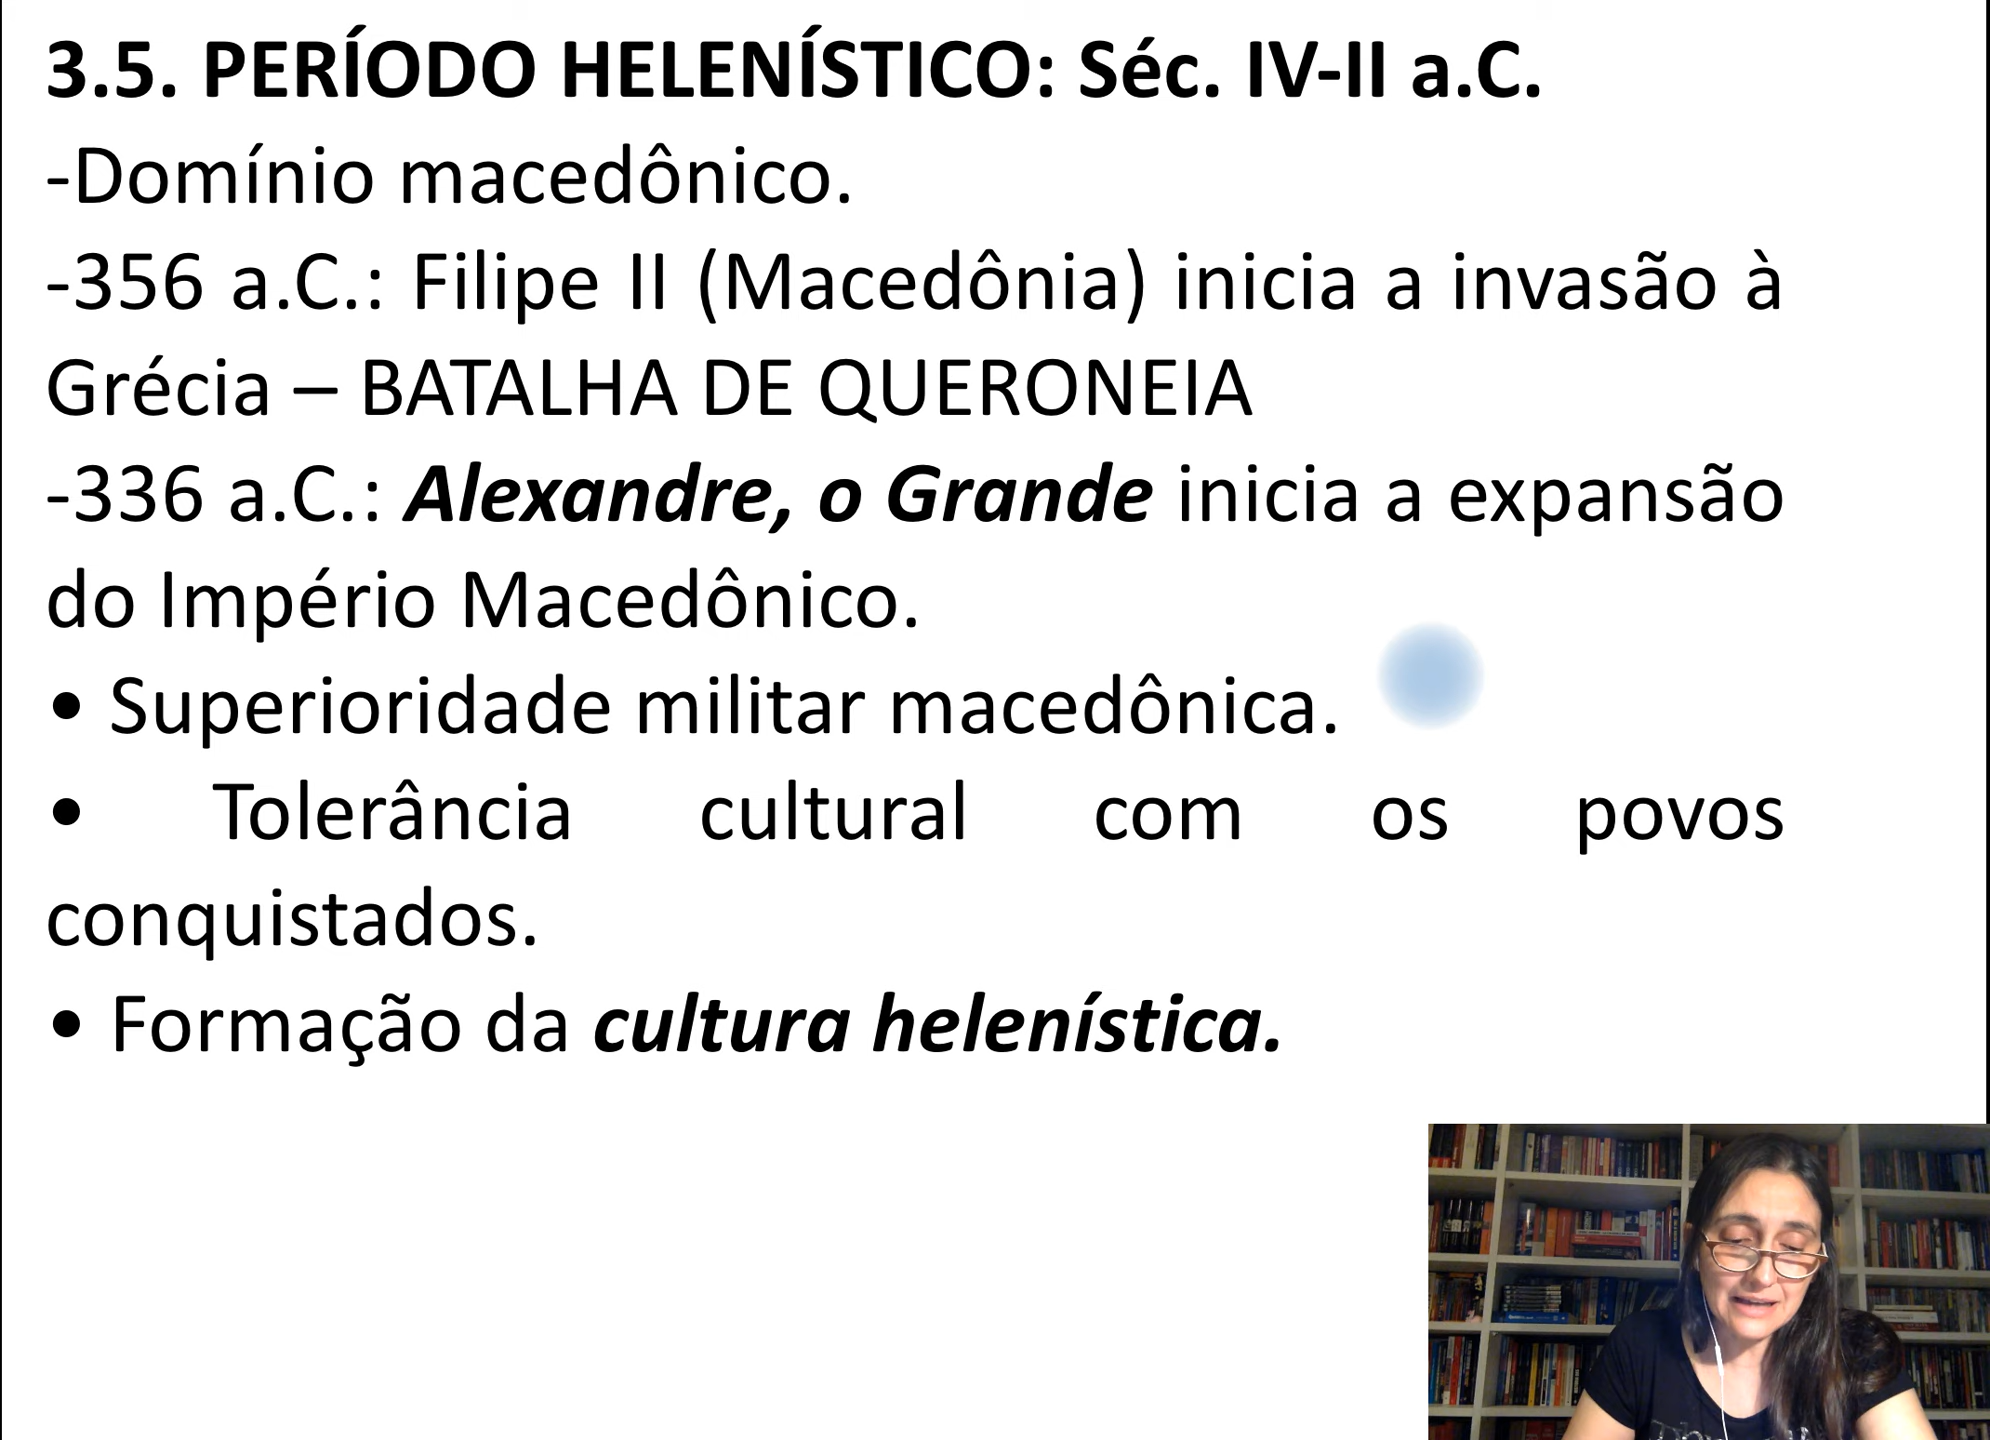 3.5. PERÍODO HELENÍSTICO: Séc. IV-II a.C.
-Domínio macedônico.
-356 a.C.: Filipe II (Macedônia) inicia a invasão à
Grécia – BATALHA DE QUERONEIA
-336 a.C.: Alexandre, o Grande inicia a expansão
do Império Macedônico.
• Superioridade militar macedônica.
• Tolerância cultural com os povos
conquistados.
• Formação da cultura helenística.